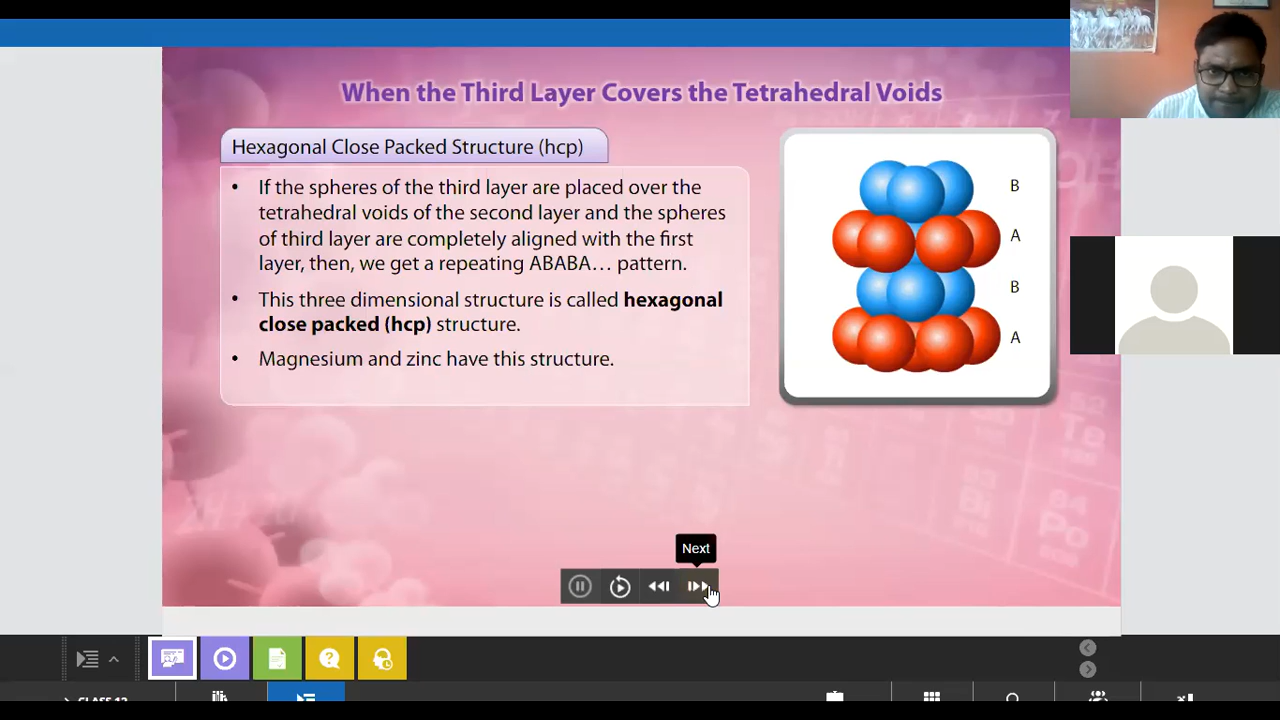 When the Third Layer Covers the Tetrahedral Voids
Hexagonal Close Packed Structure (hcp)
• If the spheres of the third layer are placed over the
tetrahedral voids of the second layer and the spheres
of third layer are completely aligned with the first
layer, then, we get a repeating ABABA... pattern.
• This three dimensional structure is called hexagonal
close packed (hcp) structure.
• Magnesium and zinc have this structure.
B
A
B
A
Next
CLASS 12